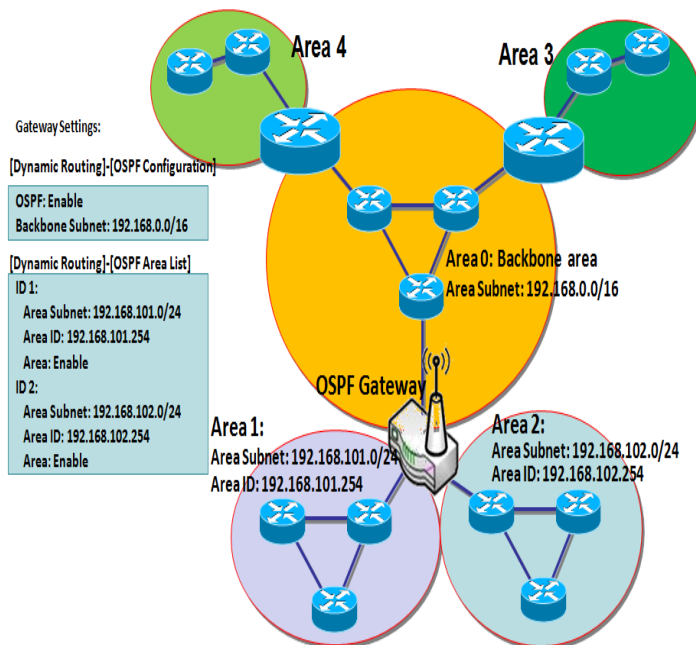 Area 4
Area 3
Gateway Settings:
[Dynamic Routing]-[OSPF Configuration]
OSPF: Enable
Backbone Subnet: 192.168.0.0/16
[Dynamic Routing]-[OSPF Area List]
ID 1:
Area Subnet: 192.168.101.0/24
Area ID: 192.168.101.254
Area: Enable
ID 2:
Area Subnet: 192.168.102.0/24
Area ID: 192.168.102.254
Area: Enable
Area 0: Backbone area
Area Subnet: 192.168.0.0/16
OSPF Gateway
Area 1:
Area Subnet: 192.168.101.0/24
Area ID: 192.168.101.254
Area 2:
Area Subnet: 192.168.102.0/24
Area ID: 192.168.102.254